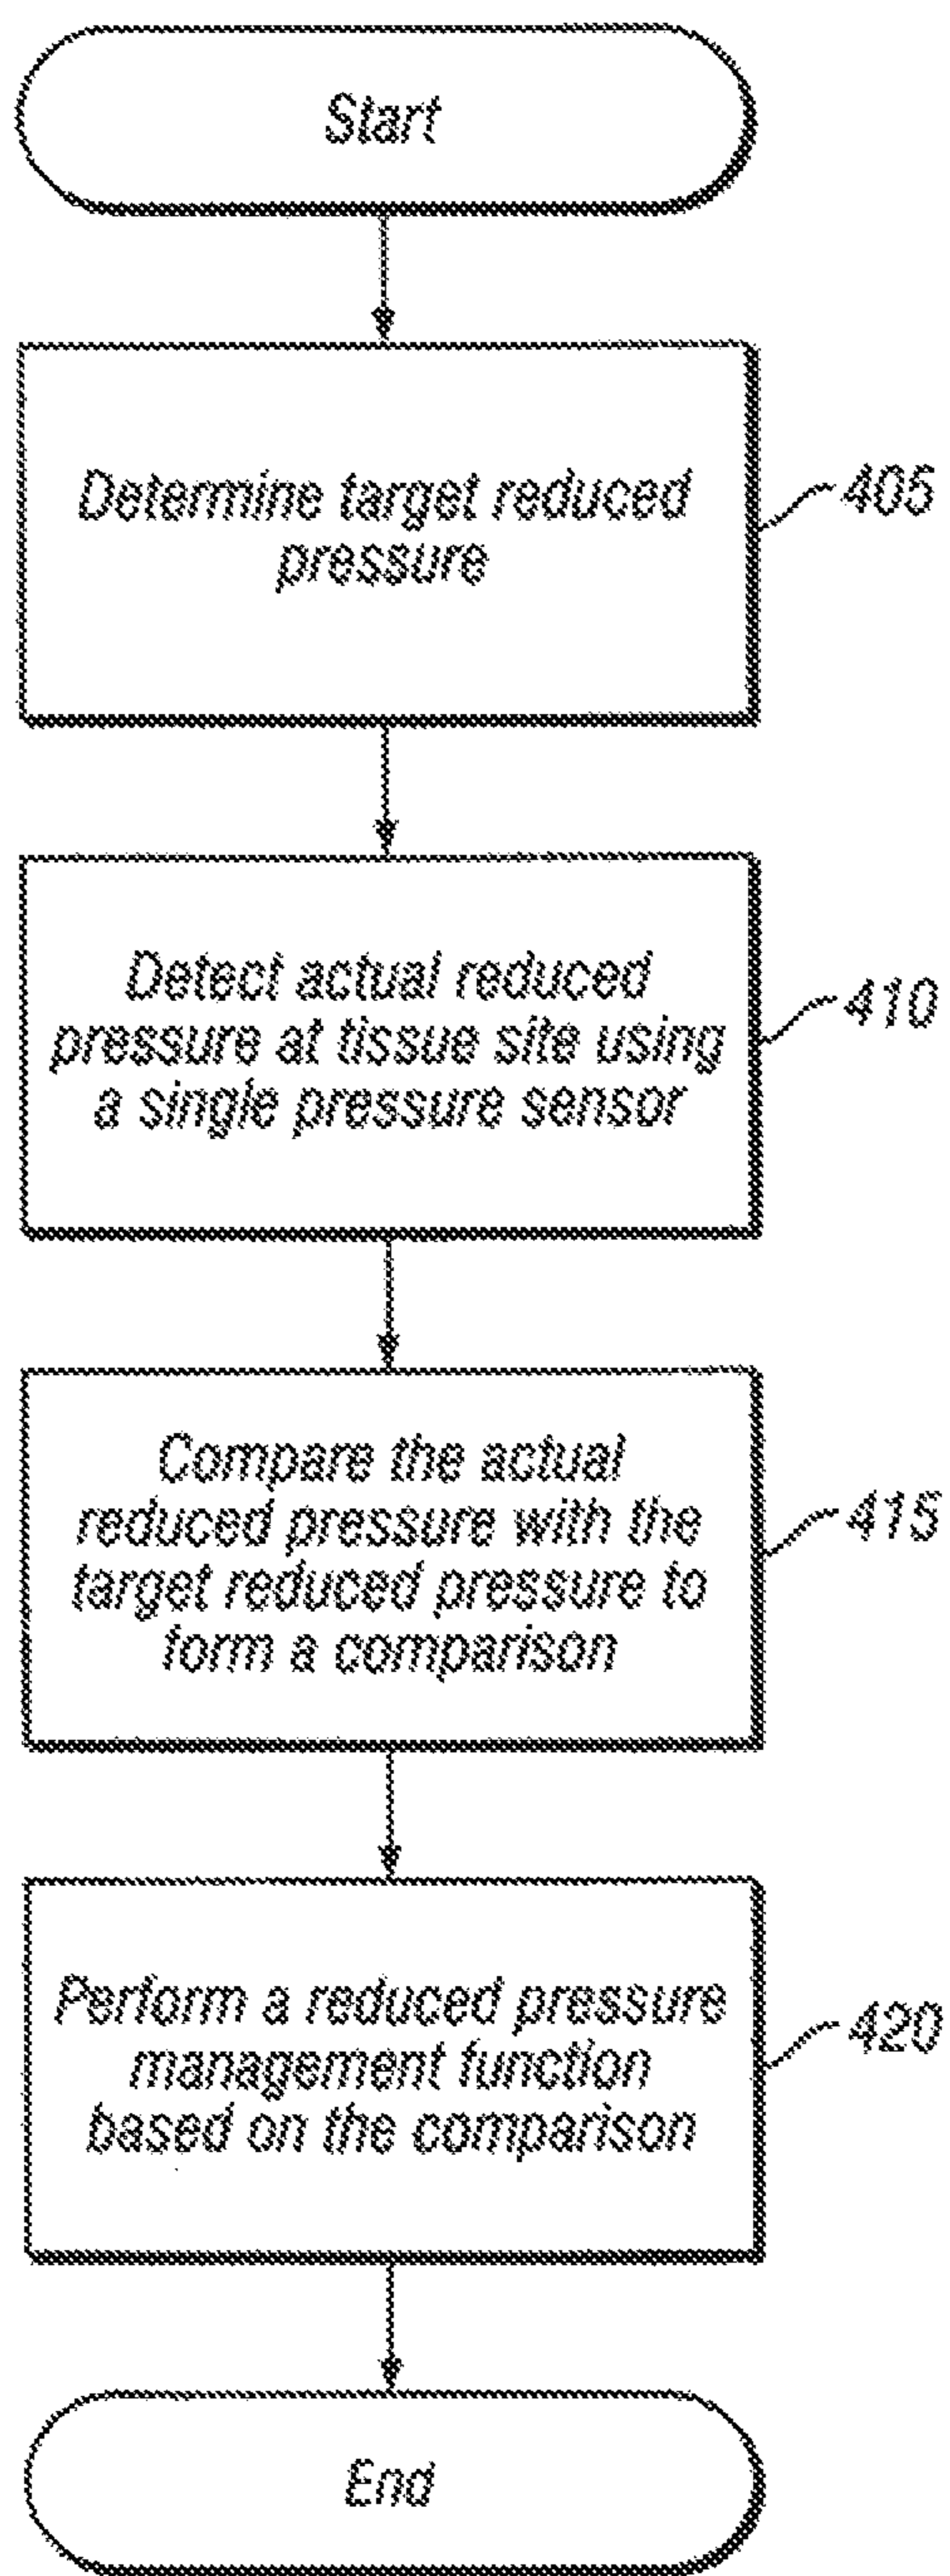 Start
Determine target reduced
pressure
405
Detect actual reduced
pressure at tissue site using
a single pressure sensor
410
Compare the actual
reduced pressure with the
target reduced pressure to
form a comparison
415
Perform a reduced pressure
management function
based on the comparison
420
End